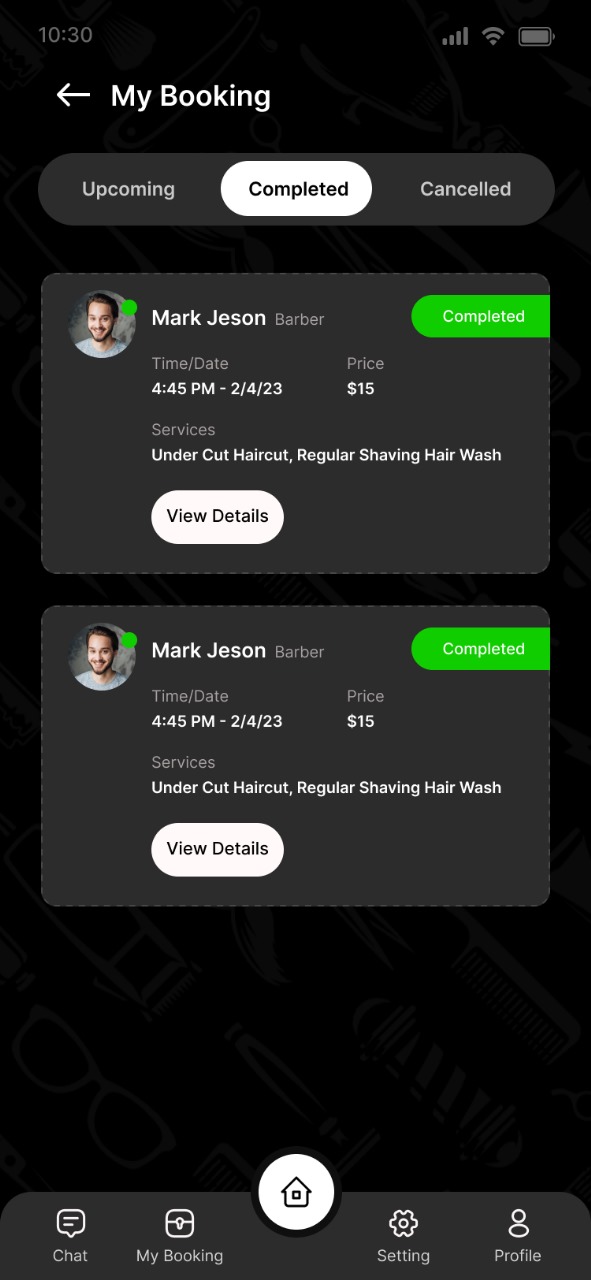 10:30
My Booking
Upcoming Completed Cancelled
Mark Jeson Barber Completed
Time/Date Price
4:45 PM - 2/4/23 $15
Services
Under Cut Haircut, Regular Shaving Hair Wash
View Details
Mark Jeson Barber Completed
Time/Date Price
4:45 PM - 2/4/23 $15
Services
Under Cut Haircut, Regular Shaving Hair Wash
View Details
Chat My Booking Setting Profile